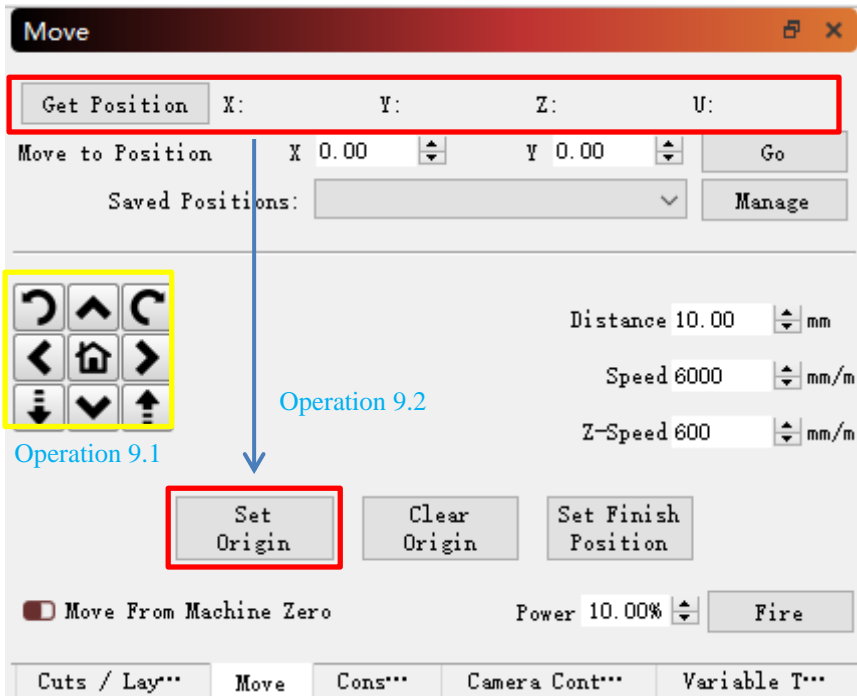 Move
Get Position X: Y: Z: U:
Move to Position X 0.00 Y 0.00 Go
Saved Positions: Manage
Distance 10.00 mm
Speed 6000 mm/m
Operation 9.2
Z-Speed 600 mm/m
Operation 9.1
Set Origin Clear Origin Set Finish Position
Move From Machine Zero Power 10.00% Fire
Cuts / Lay··· Move Cons··· Camera Cont··· Variable T···